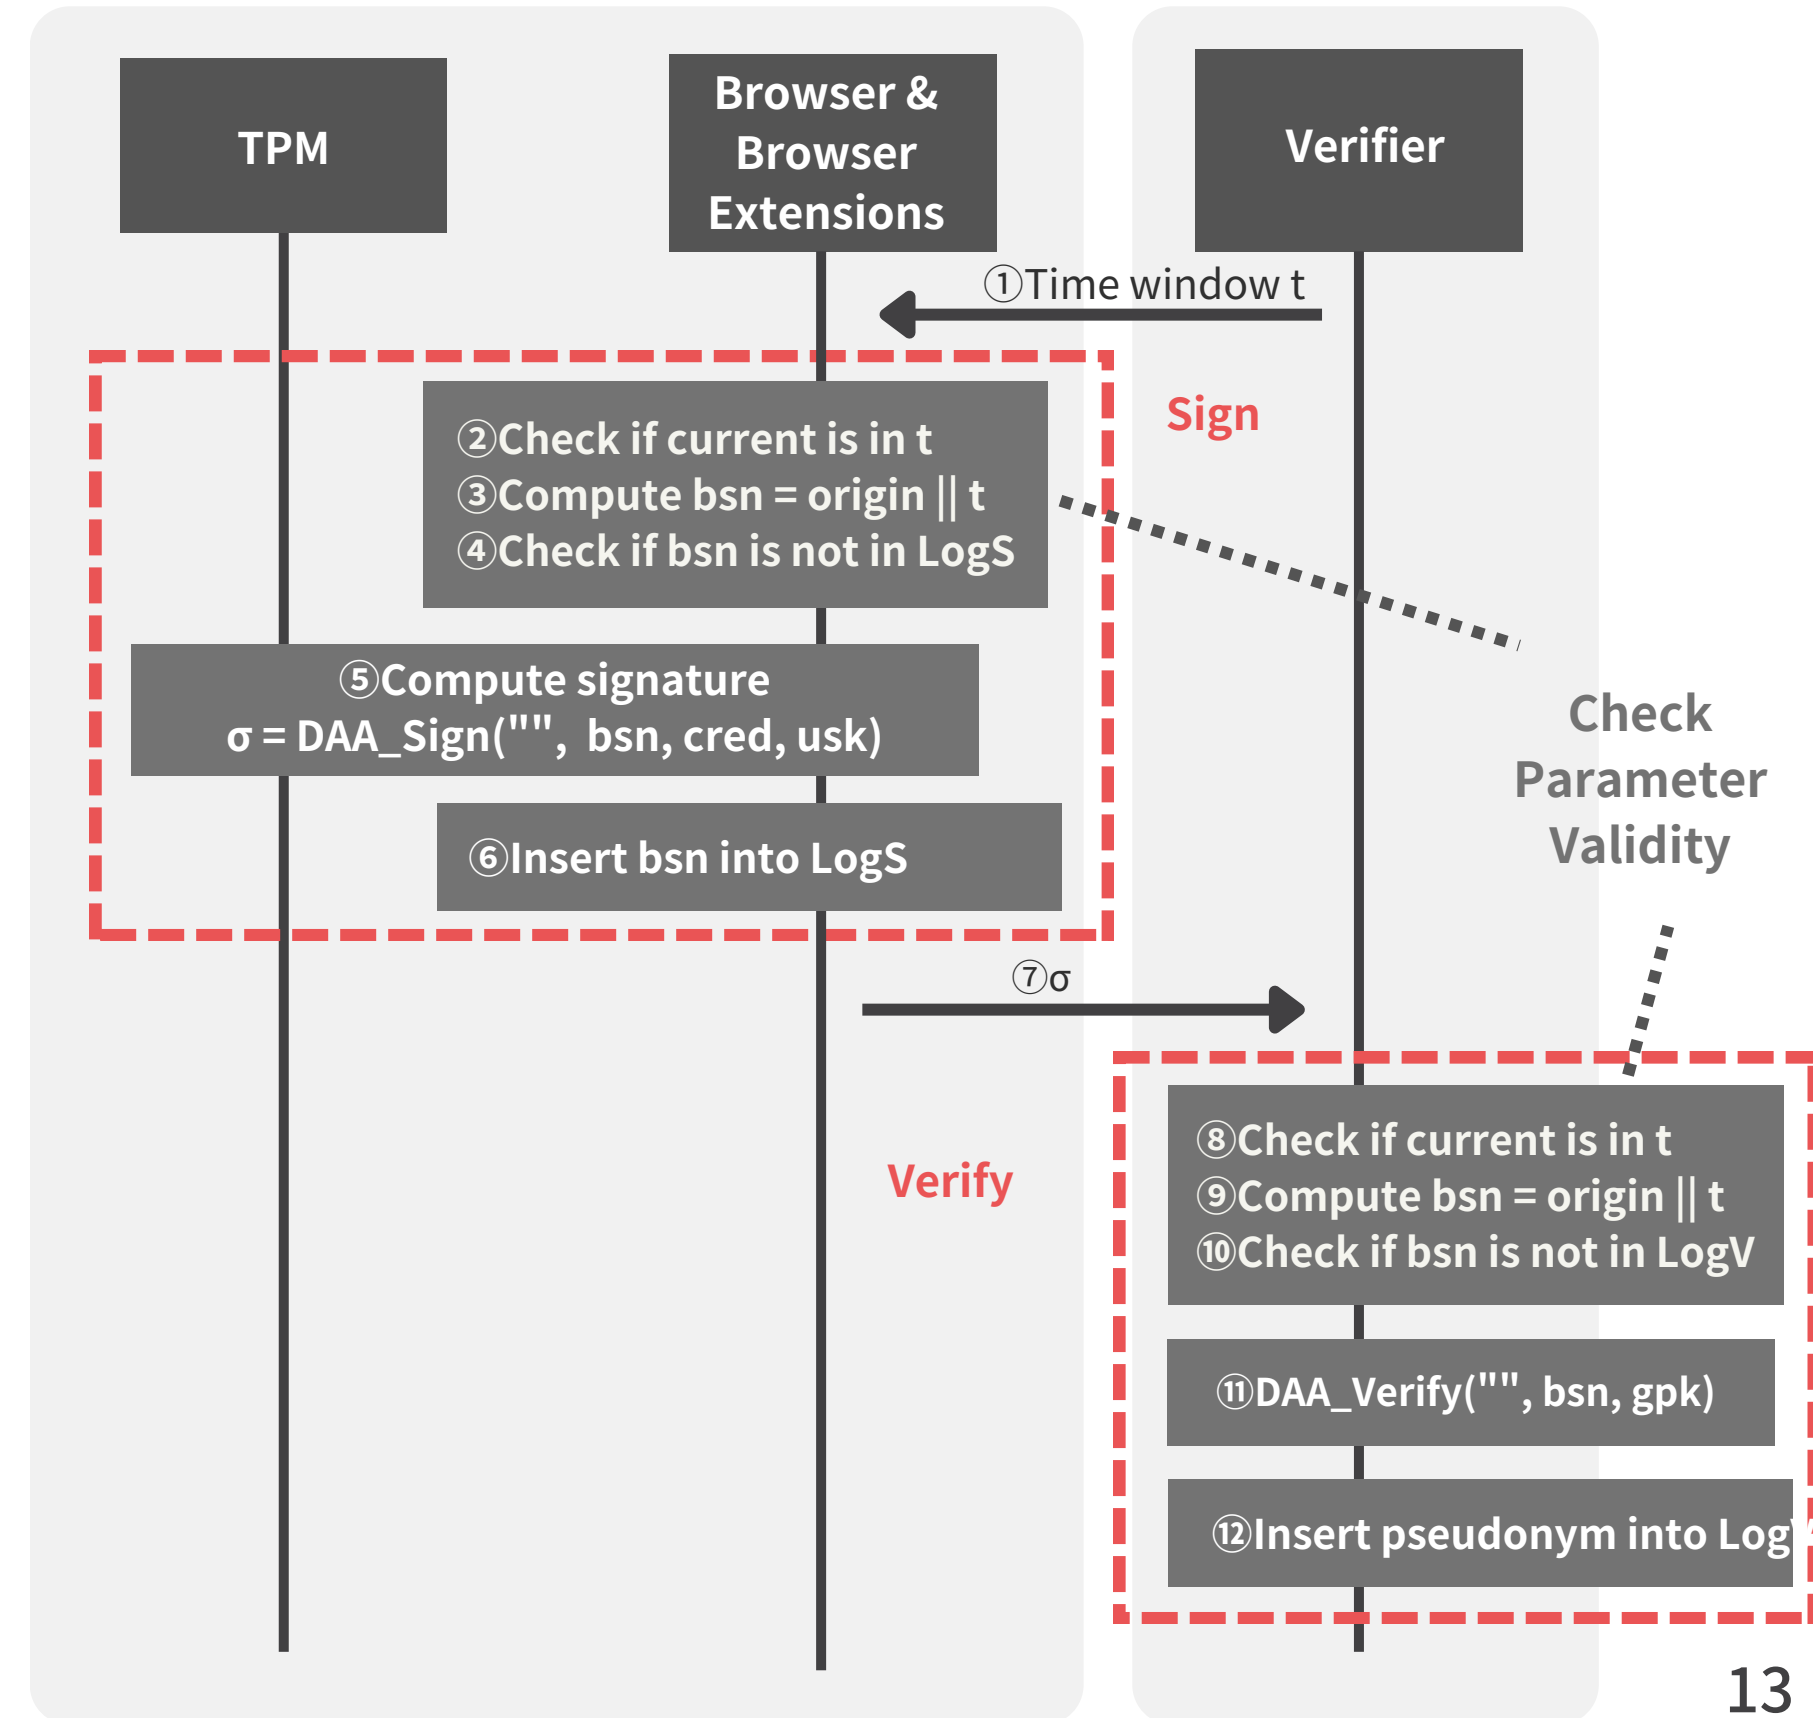 TPM
Browser &
Browser
Extensions
Verifier
①Time window t
Sign
②Check if current is in t
③Compute bsn = origin || t
④Check if bsn is not in LogS
⑤Compute signature
σ = DAA_Sign("", bsn, cred, usk)
Check
Parameter
Validity
⑥Insert bsn into LogS
⑦σ
Verify
⑧Check if current is in t
⑨Compute bsn = origin || t
⑩Check if bsn is not in LogV
⑪DAA_Verify("", bsn, gpk)
⑫Insert pseudonym into LogV
13